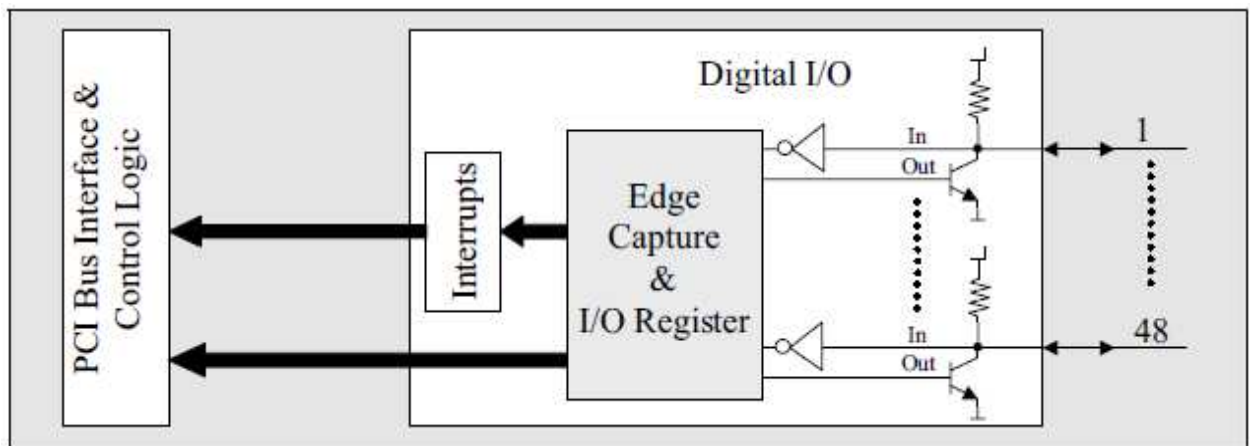 PCI Bus Interface &
Control Logic
Interrupts
Digital I/O
Edge
Capture
&
I/O Register
In
Out
1
In
Out
48